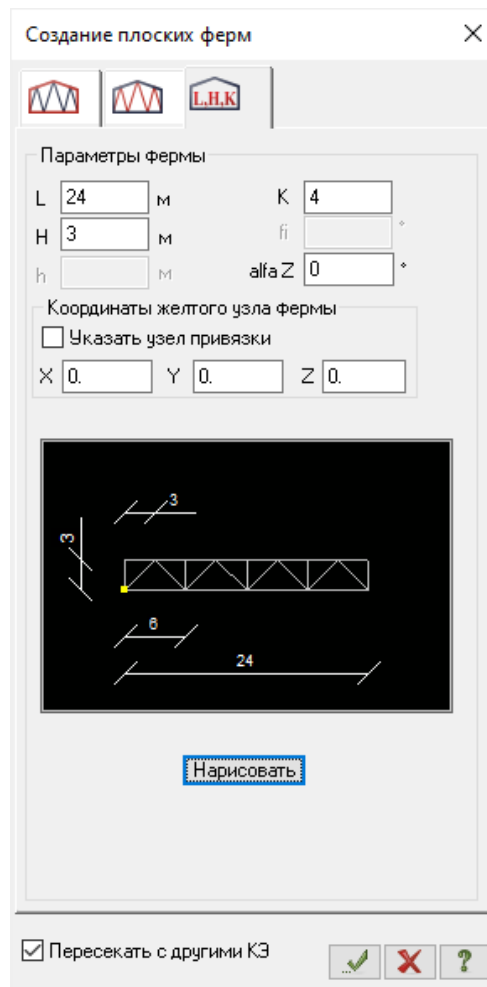 Создание плоских ферм
L,H,K
Параметры фермы
L 24 м K 4
H 3 м fi °
h м alfa Z 0 °
Координаты желтого узла фермы
Указать узел привязки
X 0. Y 0. Z 0.
3
3
6
24
Нарисовать
Пересекать с другими КЭ
?